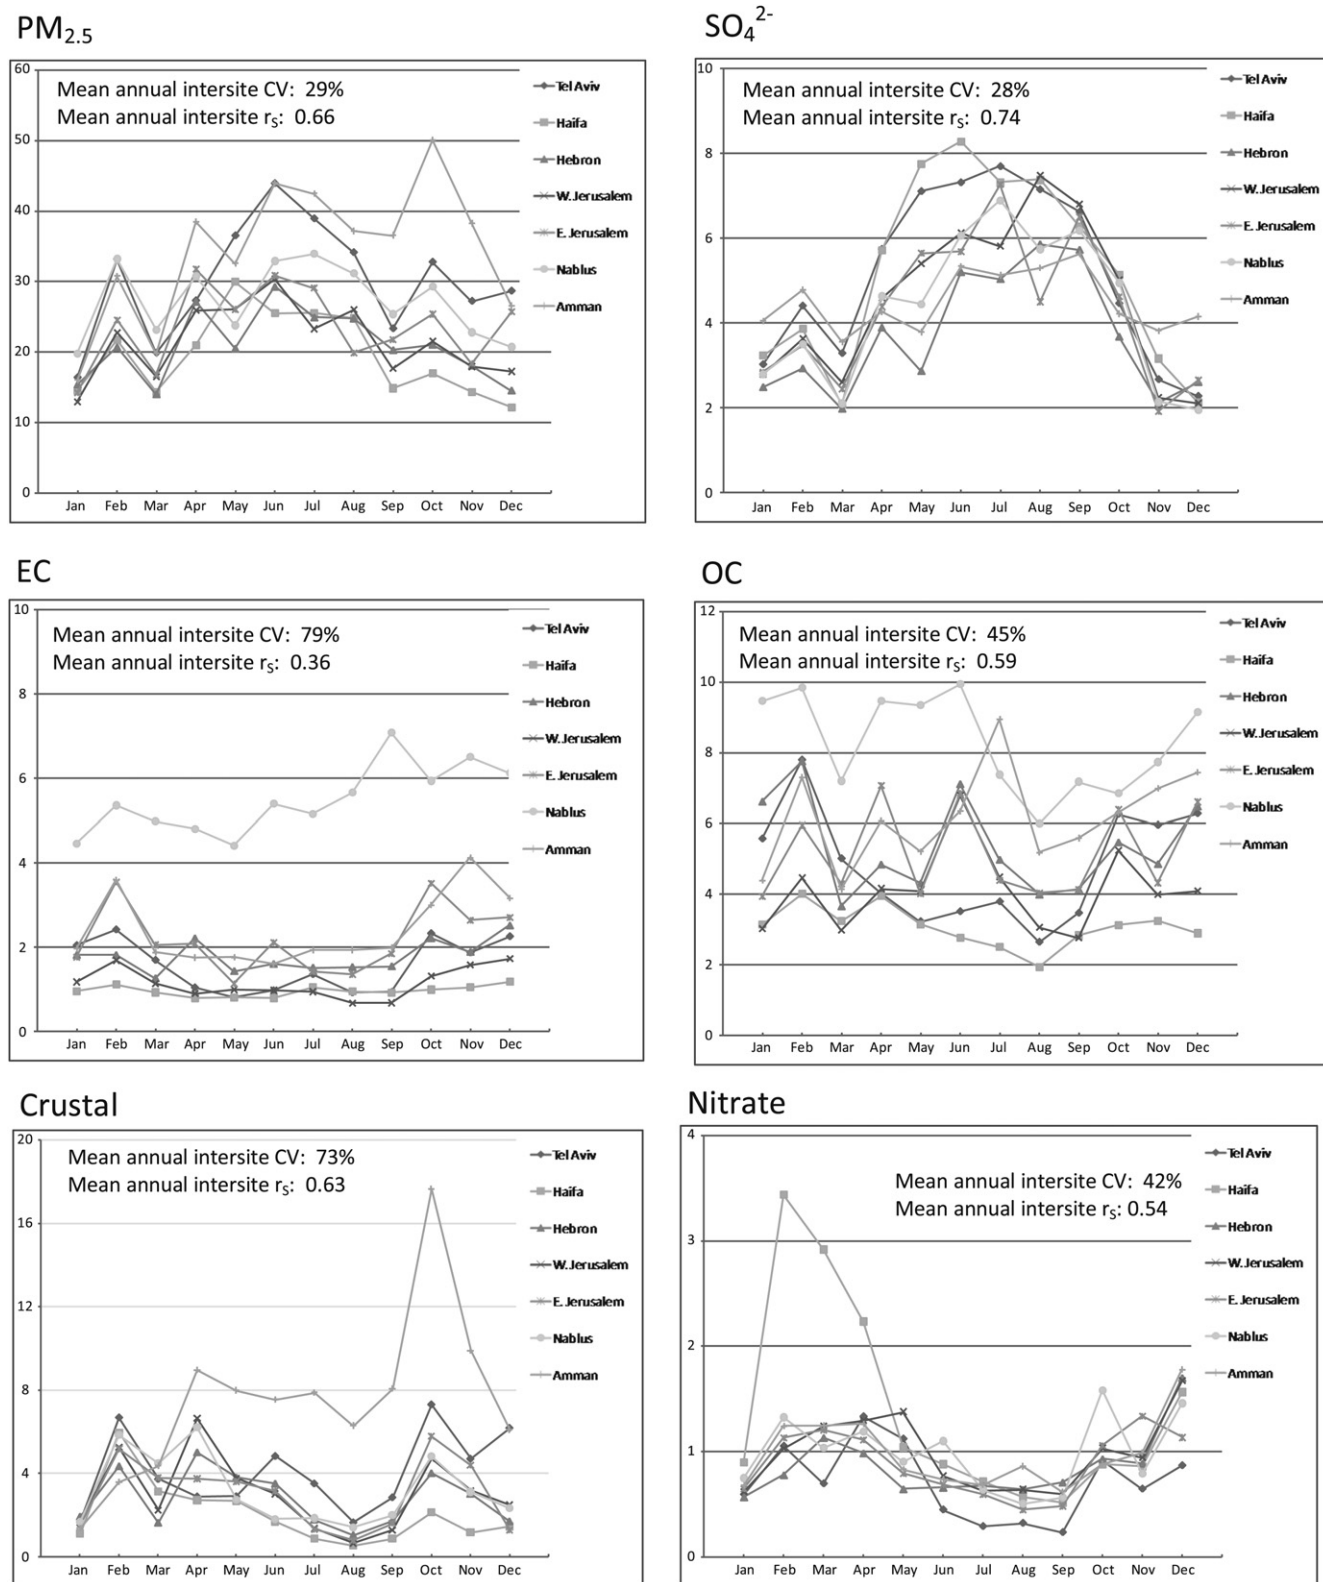 PM2.5
60
50
40
30
20
10
0
Mean annual intersite CV: 29%
Mean annual intersite rS: 0.66
Tel Aviv
Haifa
Hebron
W. Jerusalem
E. Jerusalem
Nablus
Amman
Jan Feb Mar Apr May Jun Jul Aug Sep Oct Nov Dec
SO4 2-
10
8
6
4
2
0
Mean annual intersite CV: 28%
Mean annual intersite rS: 0.74
Tel Aviv
Haifa
Hebron
W. Jerusalem
E. Jerusalem
Nablus
Amman
Jan Feb Mar Apr May Jun Jul Aug Sep Oct Nov Dec
EC
10
8
6
4
2
0
Mean annual intersite CV: 79%
Mean annual intersite rS: 0.36
Tel Aviv
Haifa
Hebron
W. Jerusalem
E. Jerusalem
Nablus
Amman
Jan Feb Mar Apr May Jun Jul Aug Sep Oct Nov Dec
OC
12
10
8
6
4
2
0
Mean annual intersite CV: 45%
Mean annual intersite rS: 0.59
Tel Aviv
Haifa
Hebron
W. Jerusalem
E. Jerusalem
Nablus
Amman
Jan Feb Mar Apr May Jun Jul Aug Sep Oct Nov Dec
Crustal
20
16
12
8
4
0
Mean annual intersite CV: 73%
Mean annual intersite rS: 0.63
Tel Aviv
Haifa
Hebron
W. Jerusalem
E. Jerusalem
Nablus
Amman
Jan Feb Mar Apr May Jun Jul Aug Sep Oct Nov Dec
Nitrate
4
3
2
1
0
Mean annual intersite CV: 42%
Mean annual intersite rS: 0.54
Tel Aviv
Haifa
Hebron
W. Jerusalem
E. Jerusalem
Nablus
Amman
Jan Feb Mar Apr May Jun Jul Aug Sep Oct Nov Dec